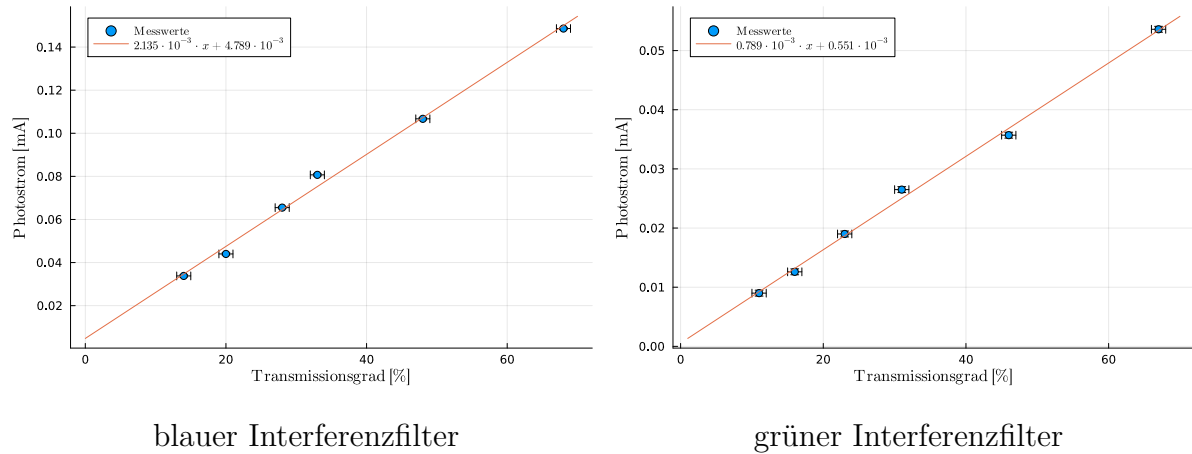 Messwerte
2.135 · 10⁻³ · x + 4.789 · 10⁻³
0.14
0.12
0.10
0.08
0.06
0.04
0.02
P hotostrom [mA]
0 20 40 60
Transmissionsgrad [%]
blauer Interferenzfilter
Messwerte
0.789 · 10⁻³ · x + 0.551 · 10⁻³
0.05
0.04
0.03
0.02
0.01
0.00
P hotostrom [mA]
0 20 40 60
Transmissionsgrad [%]
grüner Interferenzfilter